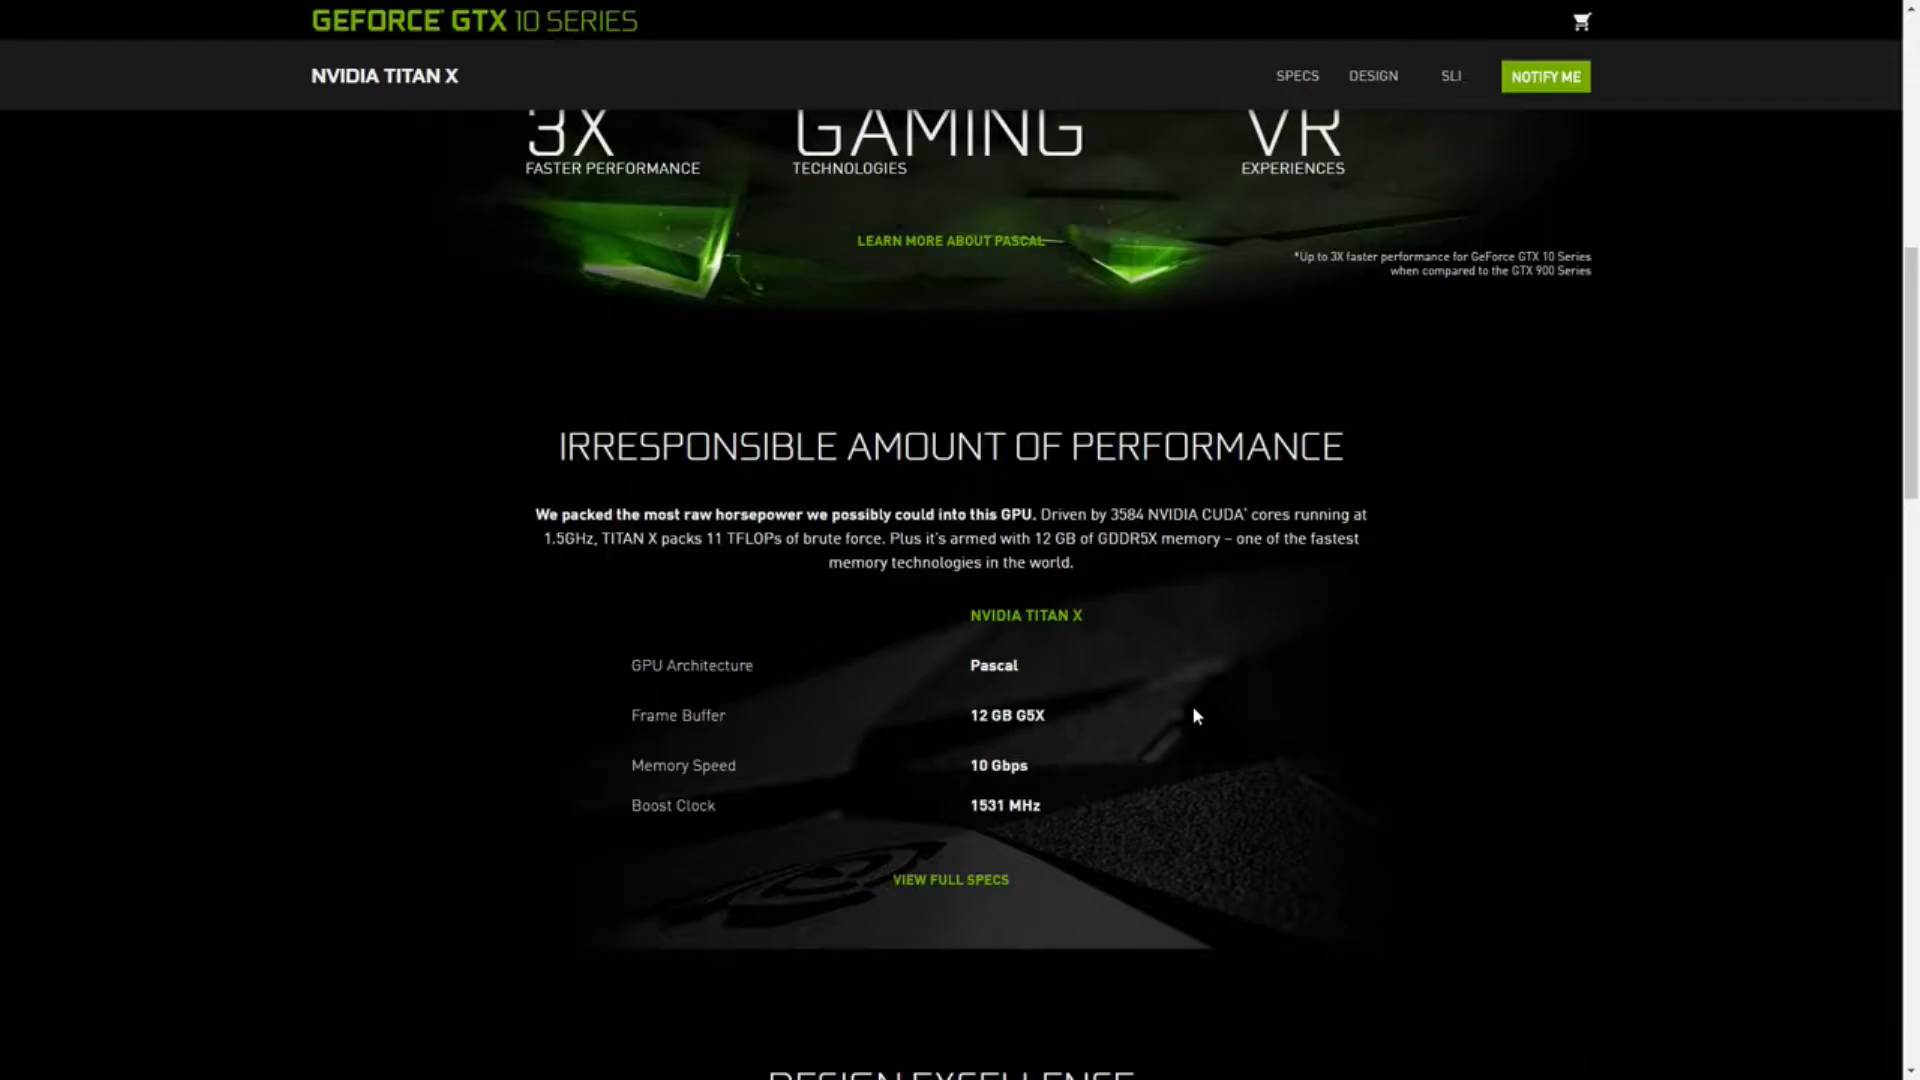 GEFORCE® GTX 10 SERIES
NVIDIA TITAN X
SPECS
DESIGN
SLI
NOTIFY ME
3X
GAMING
VR
FASTER PERFORMANCE
TECHNOLOGIES
EXPERIENCES
LEARN MORE ABOUT PASCAL
*Up to 3X faster performance for GeForce GTX 10 Series
when compared to the GTX 900 Series
IRRESPONSIBLE AMOUNT OF PERFORMANCE
We packed the most raw horsepower we possibly could into this GPU. Driven by 3584 NVIDIA CUDA® cores running at
1.5GHz, TITAN X packs 11 TFLOPs of brute force. Plus it's armed with 12 GB of GDDR5X memory – one of the fastest
memory technologies in the world.
NVIDIA TITAN X
GPU Architecture
Pascal
Frame Buffer
12 GB G5X
Memory Speed
10 Gbps
Boost Clock
1531 MHz
VIEW FULL SPECS
DESIGN EXCELLENCE